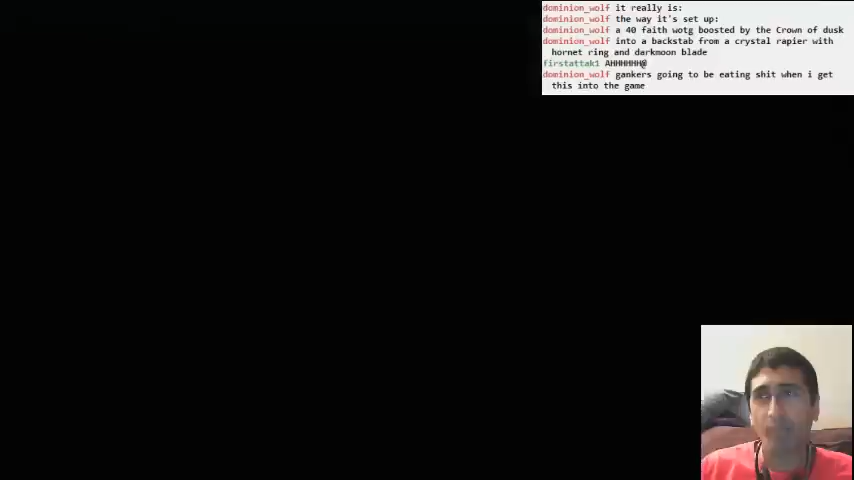 dominion_wolf it really is:
dominion_wolf the way it's set up:
dominion_wolf a 40 faith wotg boosted by the Crown of dusk
dominion_wolf into a backstab from a crystal rapier with
hornet ring and darkmoon blade
firstattak1 AHHHHHH@
dominion_wolf gankers going to be eating shit when i get
this into the game